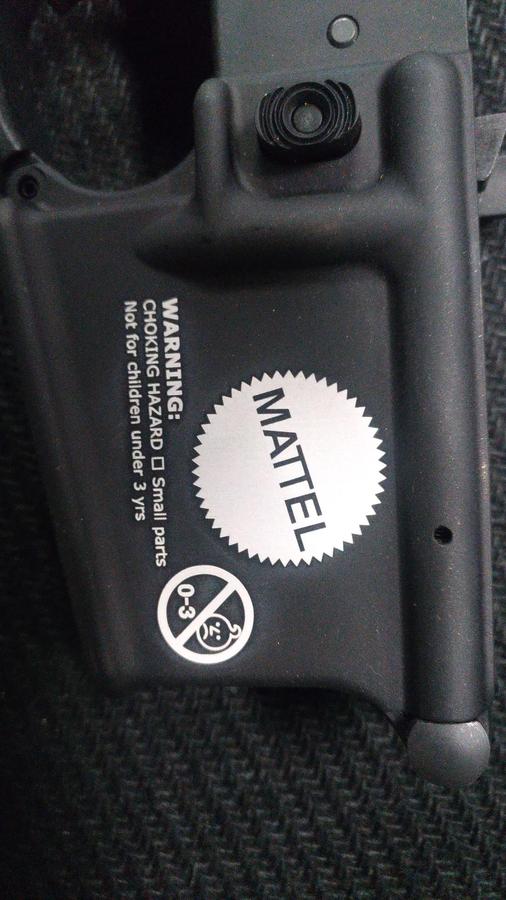 WARNING:
CHOKING HAZARD □ Small parts
Not for children under 3 yrs
MATTEL
0-3